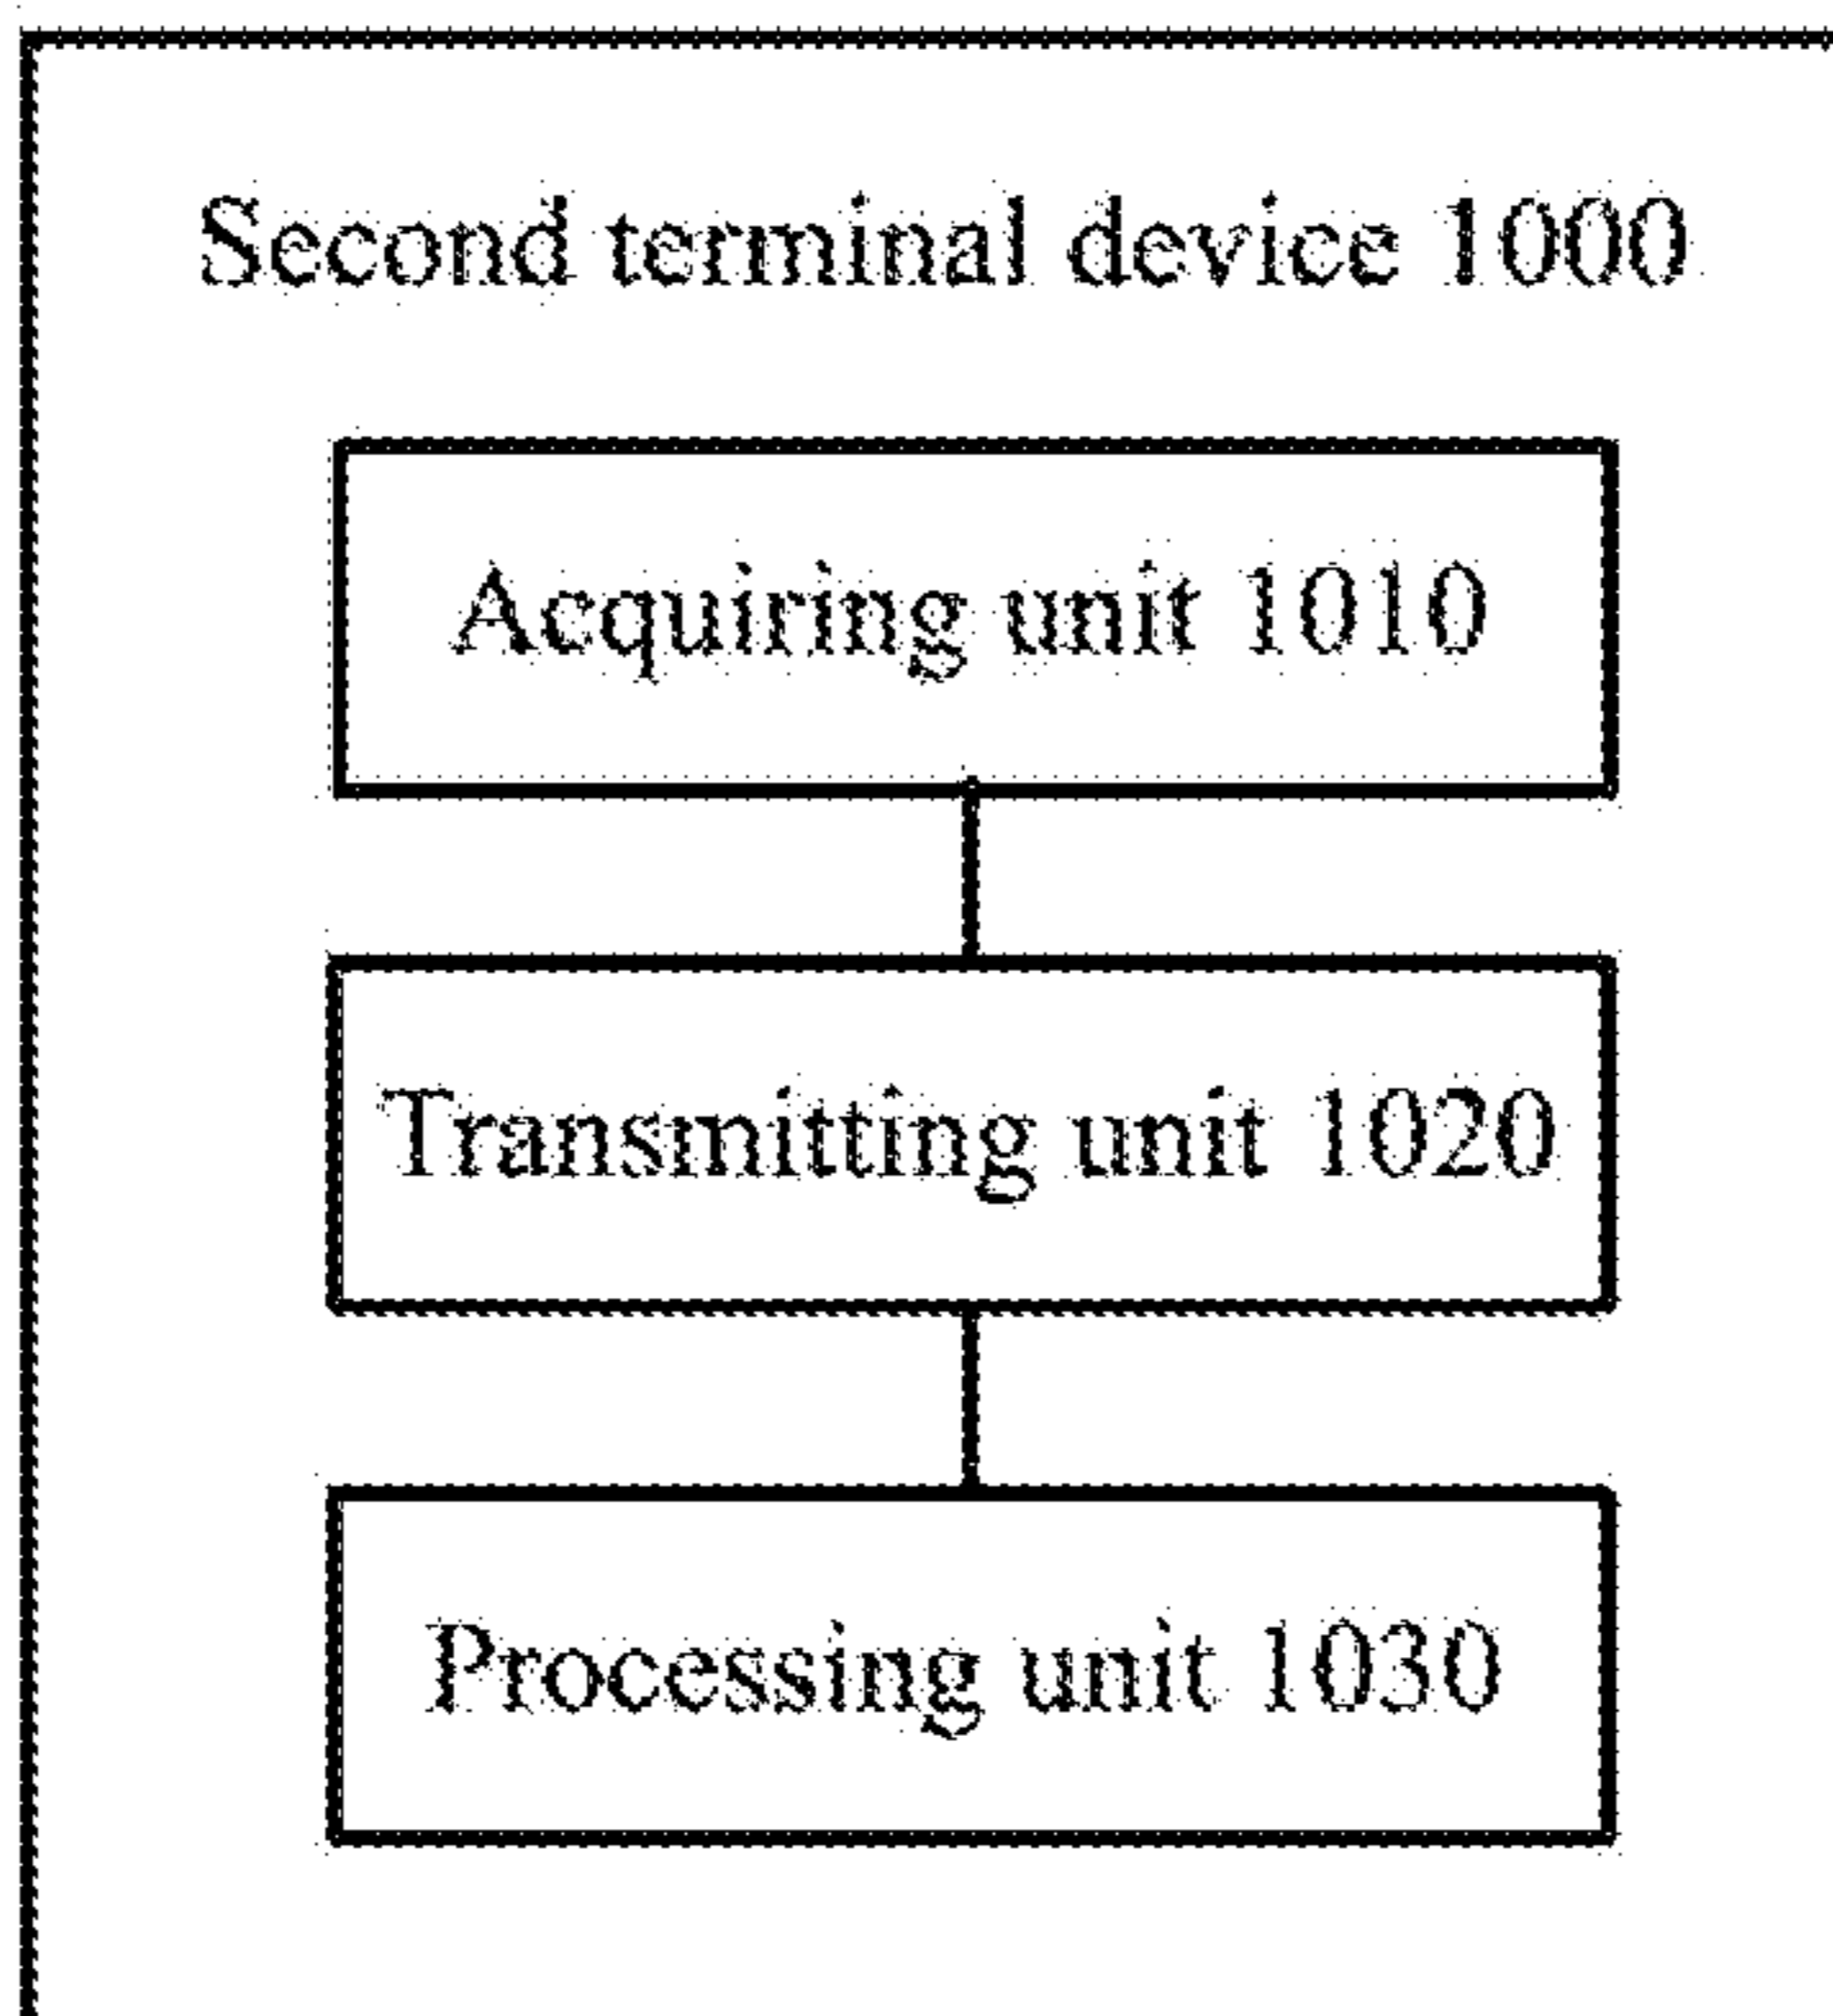 Second terminal device 1000
Acquiring unit 1010
Transmitting unit 1020
Processing unit 1030